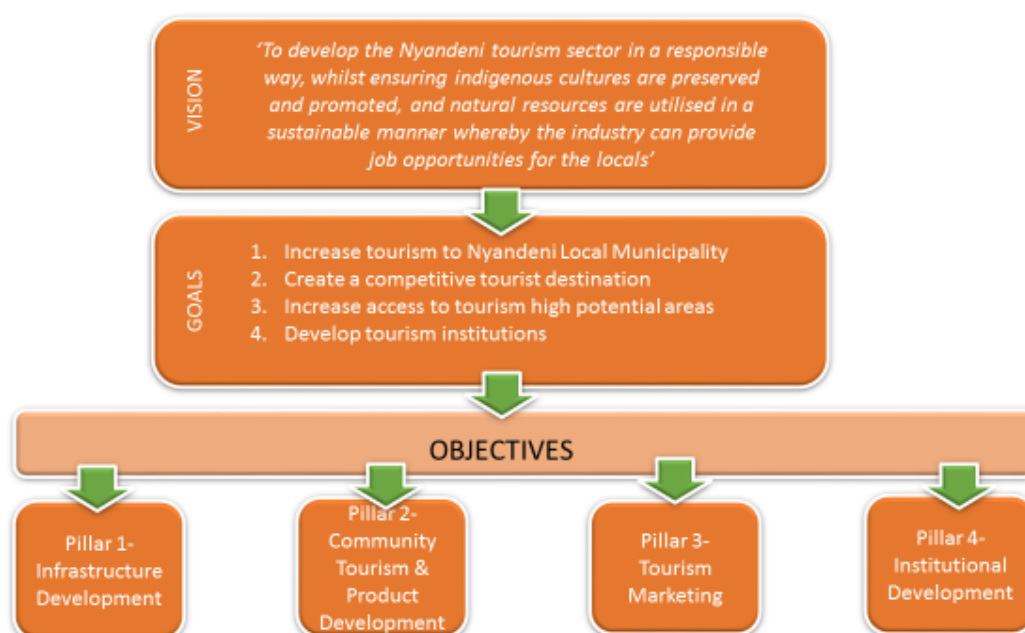 VISION
‘To develop the Nyandeni tourism sector in a responsible
way, whilst ensuring indigenous cultures are preserved
and promoted, and natural resources are utilised in a
sustainable manner whereby the industry can provide
job opportunities for the locals’
GOALS
1. Increase tourism to Nyandeni Local Municipality
2. Create a competitive tourist destination
3. Increase access to tourism high potential areas
4. Develop tourism institutions
OBJECTIVES
Pillar 1-
Infrastructure
Development
Pillar 2-
Community
Tourism &
Product
Development
Pillar 3-
Tourism
Marketing
Pillar 4-
Institutional
Development